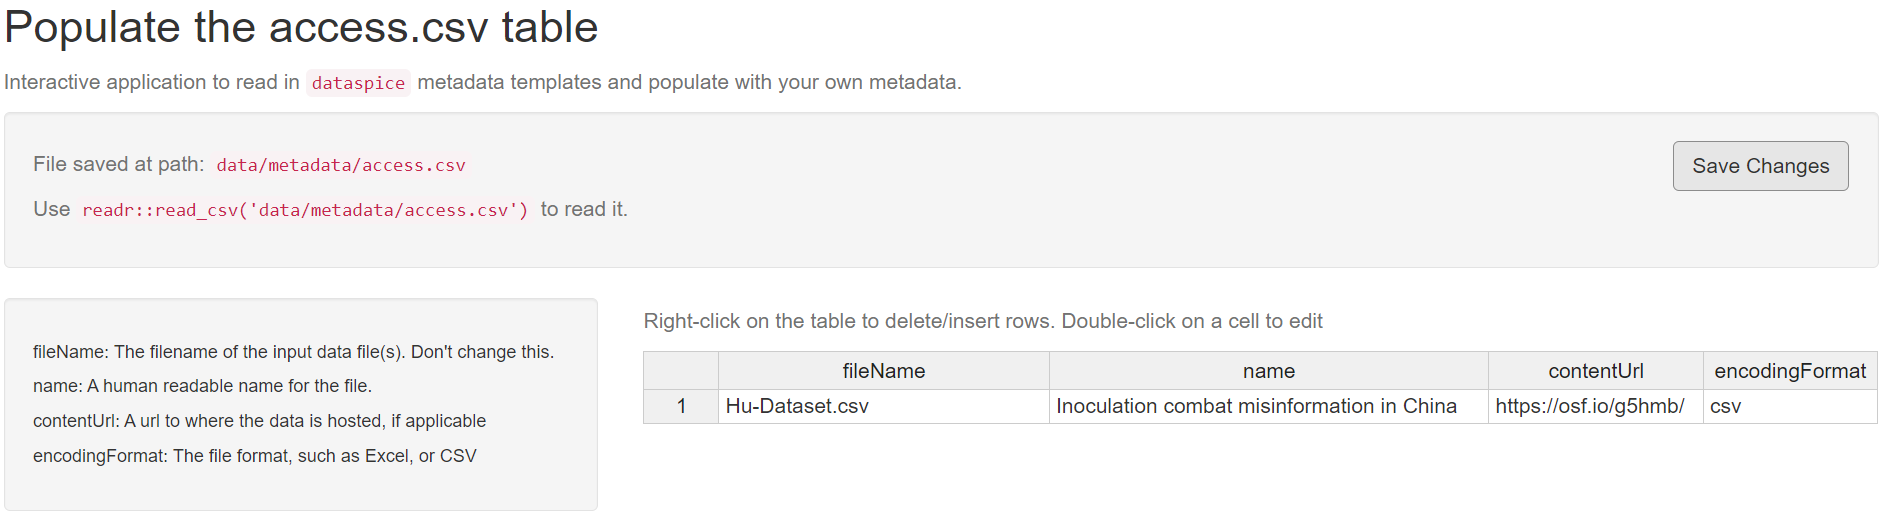 Populate the access.csv table
Interactive application to read in dataspice metadata templates and populate with your own metadata.
File saved at path: data/metadata/access.csv
Save Changes
Use readr::read_csv('data/metadata/access.csv') to read it.
fileName: The filename of the input data file(s). Don't change this.
name: A human readable name for the file.
contentUrl: A url to where the data is hosted, if applicable
encodingFormat: The file format, such as Excel, or CSV
Right-click on the table to delete/insert rows. Double-click on a cell to edit
fileName name contentUrl encodingFormat
1 Hu-Dataset.csv Inoculation combat misinformation in China https://osf.io/g5hmb/ csv